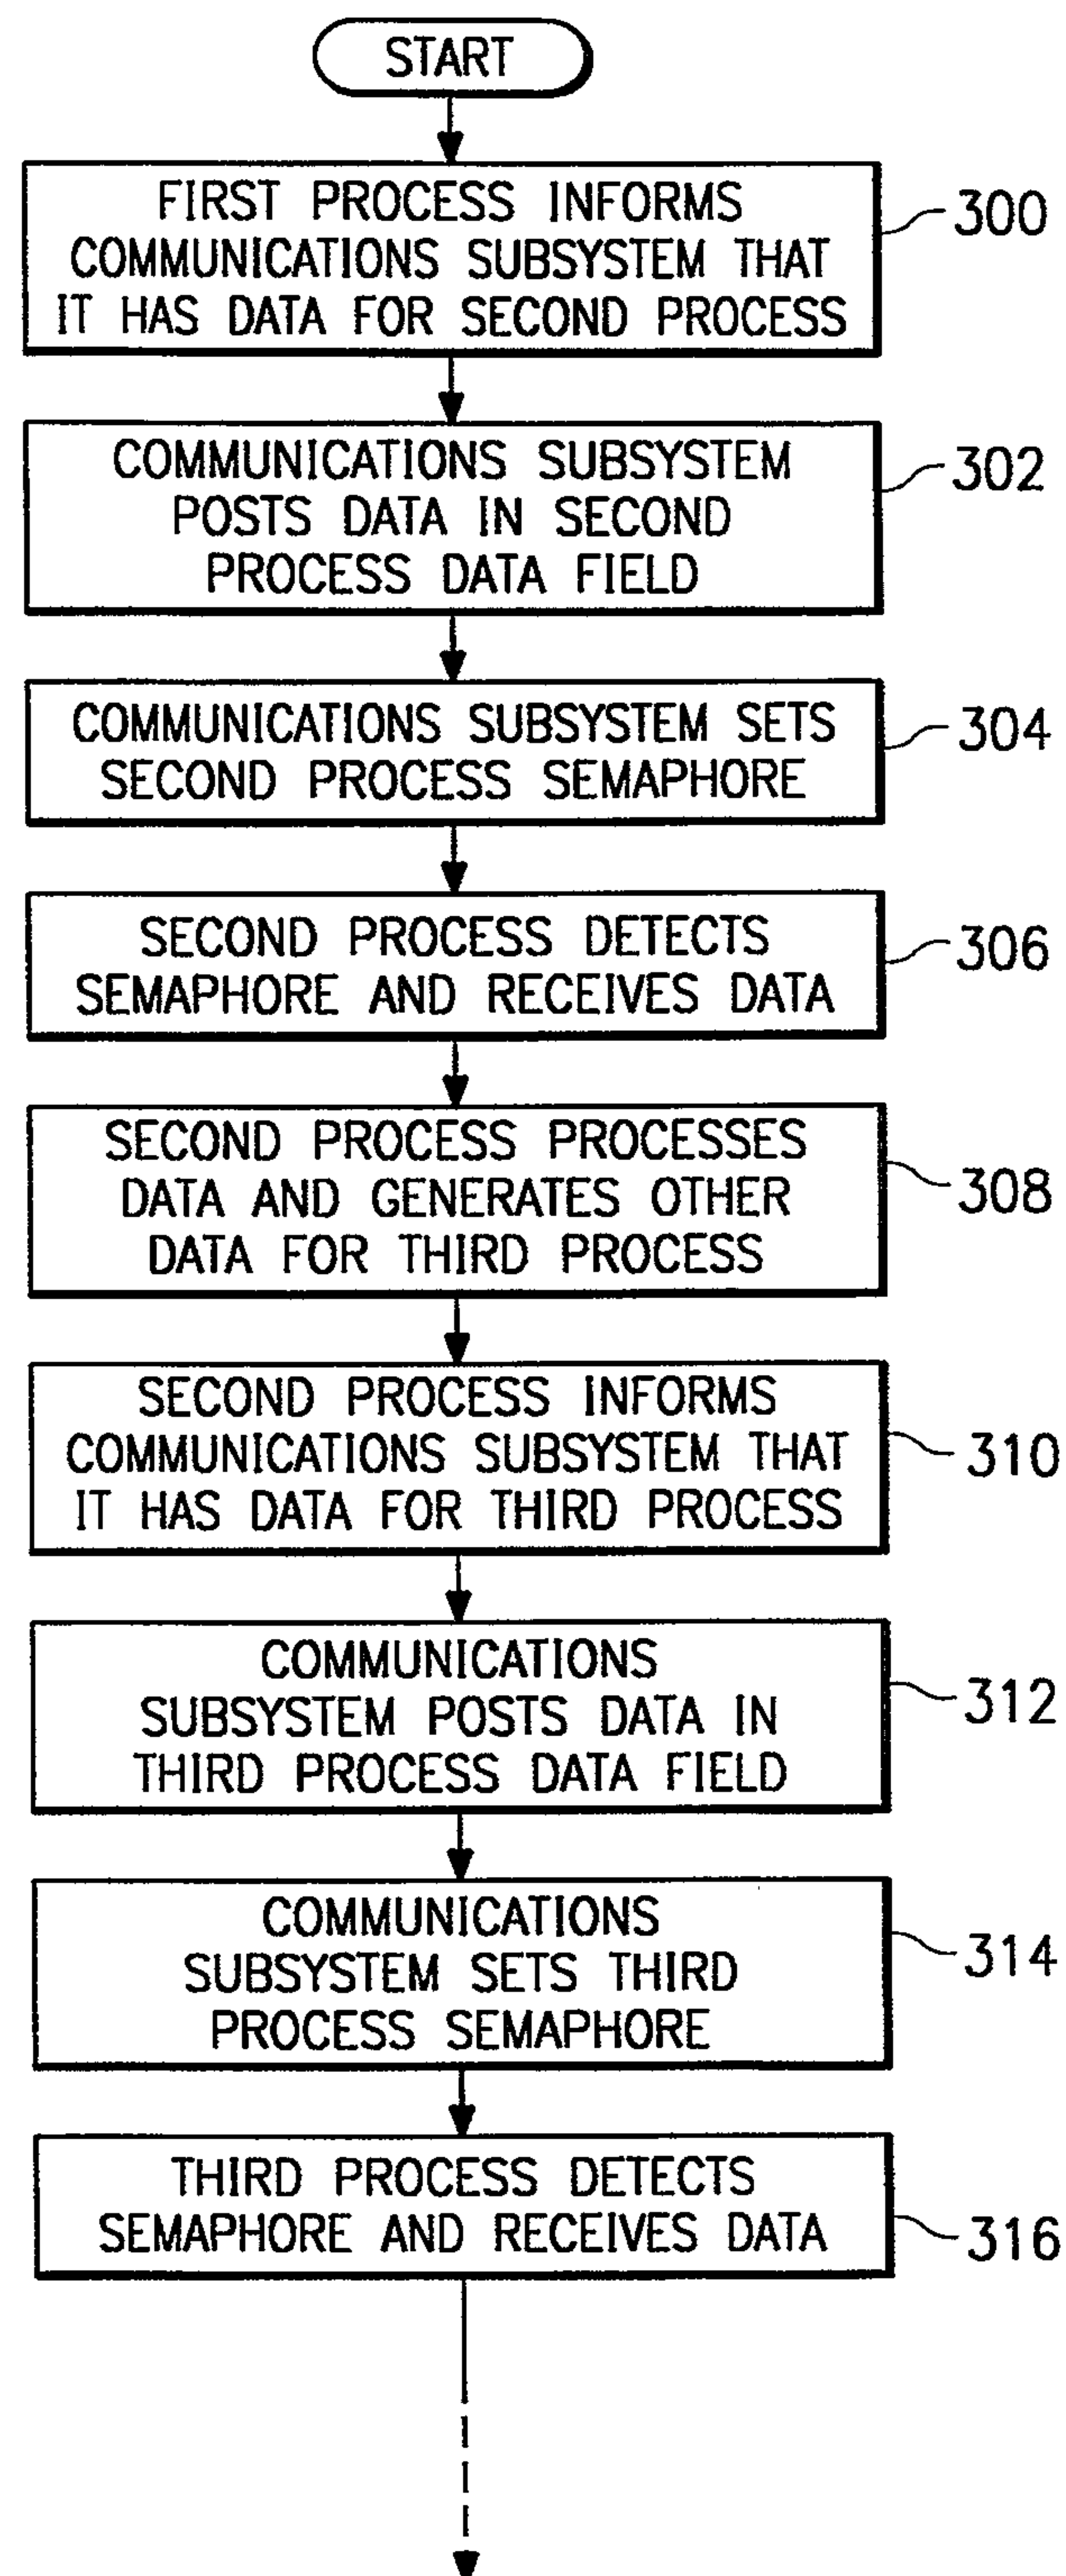 START
FIRST PROCESS INFORMS
COMMUNICATIONS SUBSYSTEM THAT
IT HAS DATA FOR SECOND PROCESS
300
COMMUNICATIONS SUBSYSTEM
POSTS DATA IN SECOND
PROCESS DATA FIELD
302
COMMUNICATIONS SUBSYSTEM SETS
SECOND PROCESS SEMAPHORE
304
SECOND PROCESS DETECTS
SEMAPHORE AND RECEIVES DATA
306
SECOND PROCESS PROCESSES
DATA AND GENERATES OTHER
DATA FOR THIRD PROCESS
308
SECOND PROCESS INFORMS
COMMUNICATIONS SUBSYSTEM THAT
IT HAS DATA FOR THIRD PROCESS
310
COMMUNICATIONS
SUBSYSTEM POSTS DATA IN
THIRD PROCESS DATA FIELD
312
COMMUNICATIONS
SUBSYSTEM SETS THIRD
PROCESS SEMAPHORE
314
THIRD PROCESS DETECTS
SEMAPHORE AND RECEIVES DATA
316